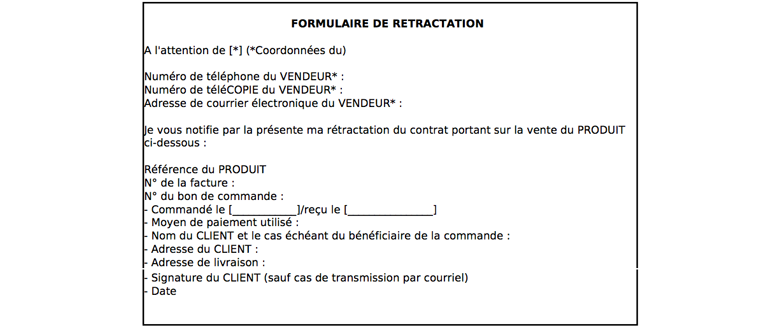 FORMULAIRE DE RETRACTATION
A l'attention de [*] (*Coordonnées du)
Numéro de téléphone du VENDEUR* :
Numéro de téléCOPIE du VENDEUR* :
Adresse de courrier électronique du VENDEUR* :
Je vous notifie par la présente ma rétractation du contrat portant sur la vente du PRODUIT
ci-dessous :
Référence du PRODUIT
N° de la facture :
N° du bon de commande :
- Commandé le [____________]/reçu le [________________]
- Moyen de paiement utilisé :
- Nom du CLIENT et le cas échéant du bénéficiaire de la commande :
- Adresse du CLIENT :
- Adresse de livraison :
- Signature du CLIENT (sauf cas de transmission par courriel)
- Date